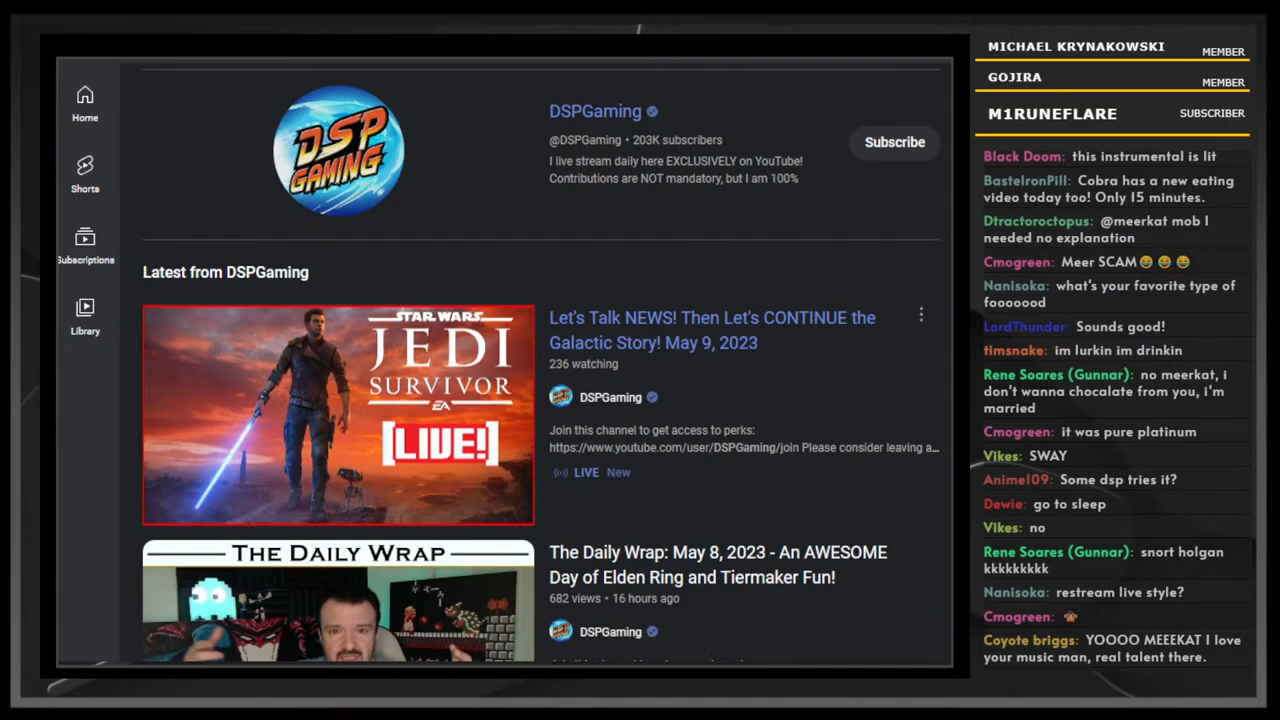 Home
Shorts
Subscriptions
Library
DSP
GAMING
DSPGaming
@DSPGaming • 203K subscribers
I live stream daily here EXCLUSIVELY on YouTube!
Contributions are NOT mandatory, but I am 100%
Subscribe
Latest from DSPGaming
STAR WARS
JEDI
SURVIVOR
EA
[LIVE!]
Let's Talk NEWS! Then Let's CONTINUE the
Galactic Story! May 9, 2023
236 watching
DSPGaming
Join this channel to get access to perks:
https://www.youtube.com/user/DSPGaming/join Please consider leaving a...
LIVE New
THE DAILY WRAP
The Daily Wrap: May 8, 2023 - An AWESOME
Day of Elden Ring and Tiermaker Fun!
682 views • 16 hours ago
DSPGaming
MICHAEL KRYNAKOWSKI MEMBER
GOJIRA MEMBER
M1RUNEFLARE SUBSCRIBER
Black Doom: this instrumental is lit
BasteIronPill: Cobra has a new eating
video today too! Only 15 minutes.
Dtractoroctopus: @meerkat mob I
needed no explanation
Cmogreen: Meer SCAM😂 😂 😂
Nanisoka: what's your favorite type of
fooooood
LordThunder: Sounds good!
timsnake: im lurkin im drinkin
Rene Soares (Gunnar): no meerkat, i
don't wanna chocalate from you, i'm
married
Cmogreen: it was pure platinum
Vikes: SWAY
Anime109: Some dsp tries it?
Dewie: go to sleep
Vikes: no
Rene Soares (Gunnar): snort holgan
kkkkkkkkk
Nanisoka: restream live style?
Cmogreen: 🙊
Coyote briggs: YOOOO MEEEKAT I love
your music man, real talent there.